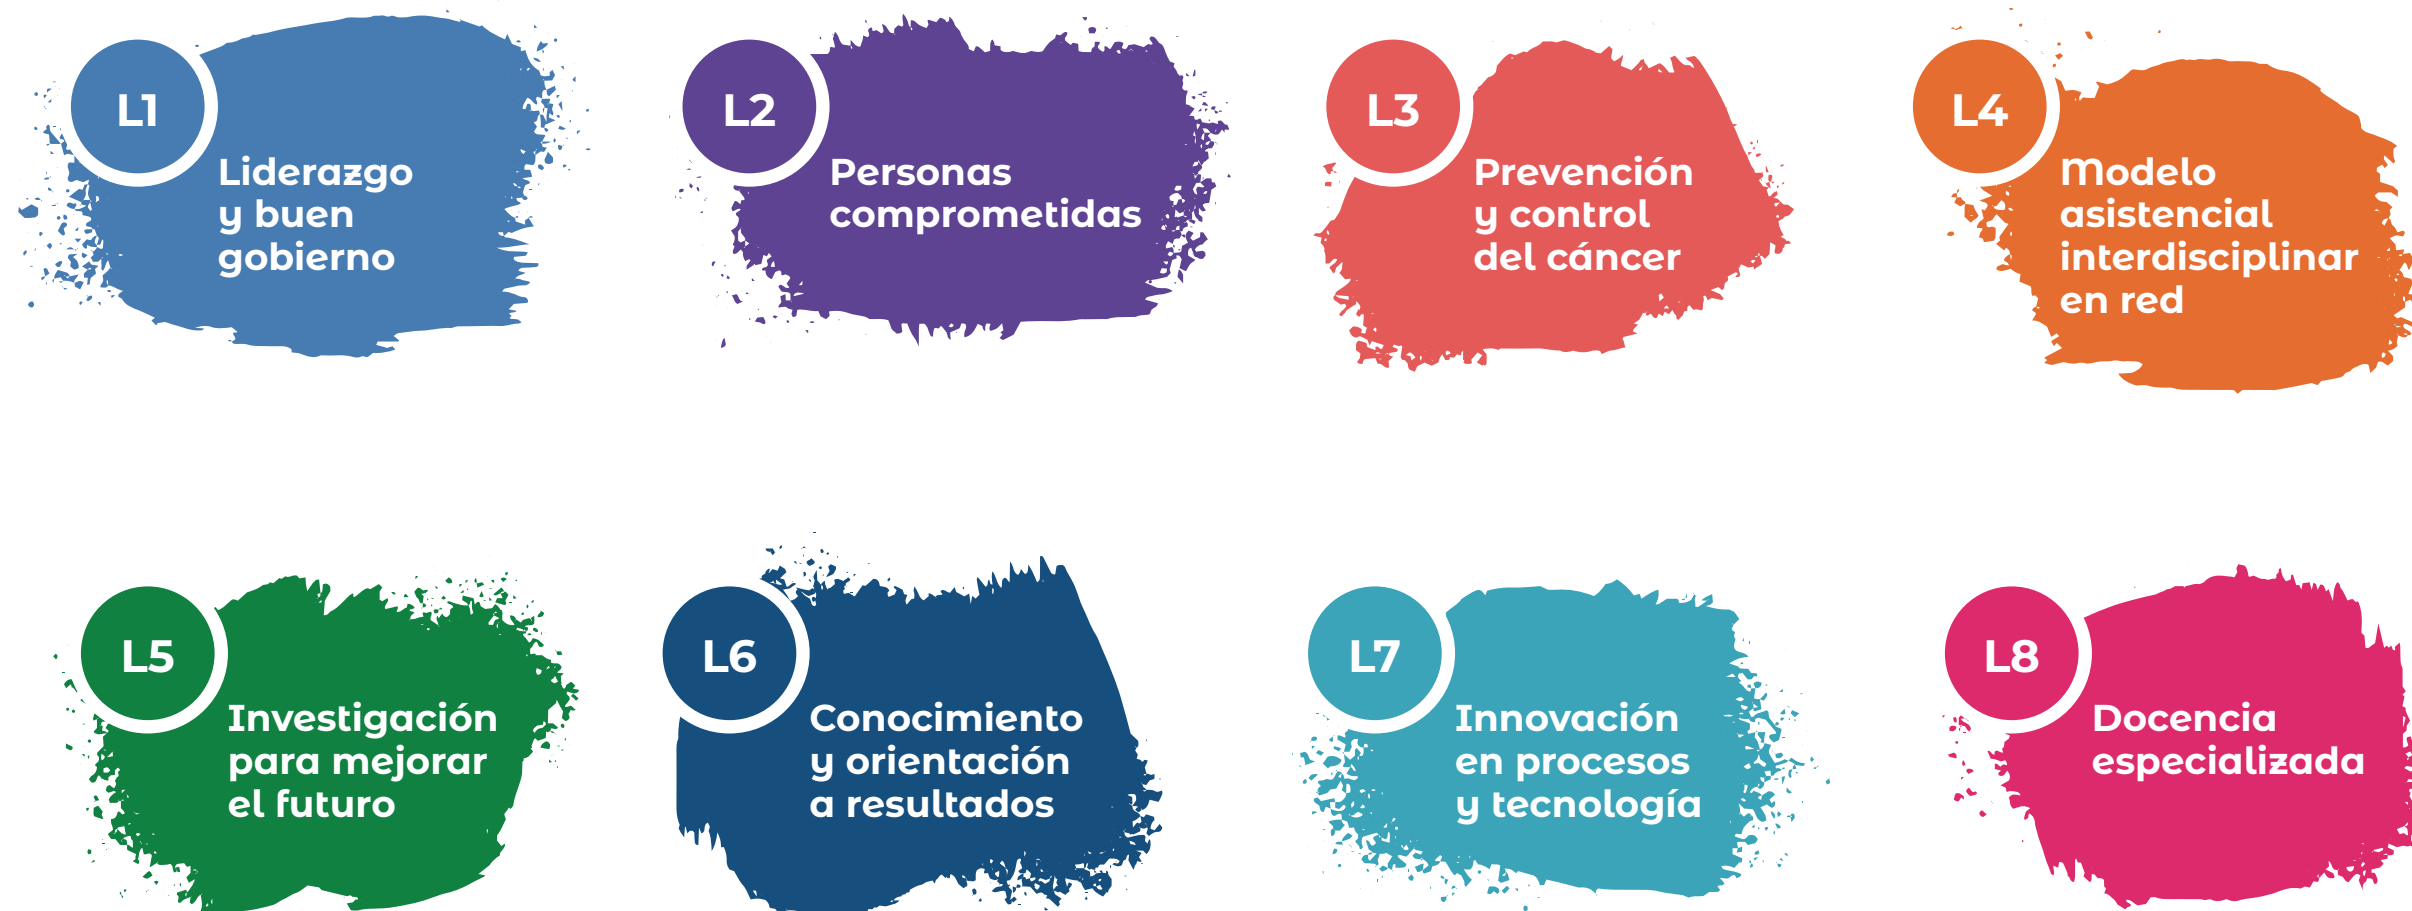 L1
Liderazgo
y buen
gobierno
L2
Personas
comprometidas
L3
Prevención
y control
del cáncer
L4
Modelo
asistencial
interdisciplinar
en red
L5
Investigación
para mejorar
el futuro
L6
Conocimiento
y orientación
a resultados
L7
Innovación
en procesos
y tecnología
L8
Docencia
especializada